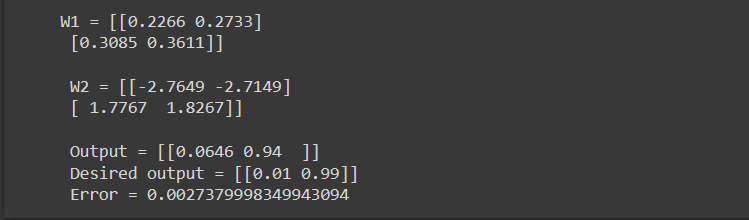 W1 = [[0.2266 0.2733]
[0.3085 0.3611]]
W2 = [[-2.7649 -2.7149]
[ 1.7767  1.8267]]
Output = [[0.0646 0.94  ]]
Desired output = [[0.01 0.99]]
Error = 0.0027379998349943094